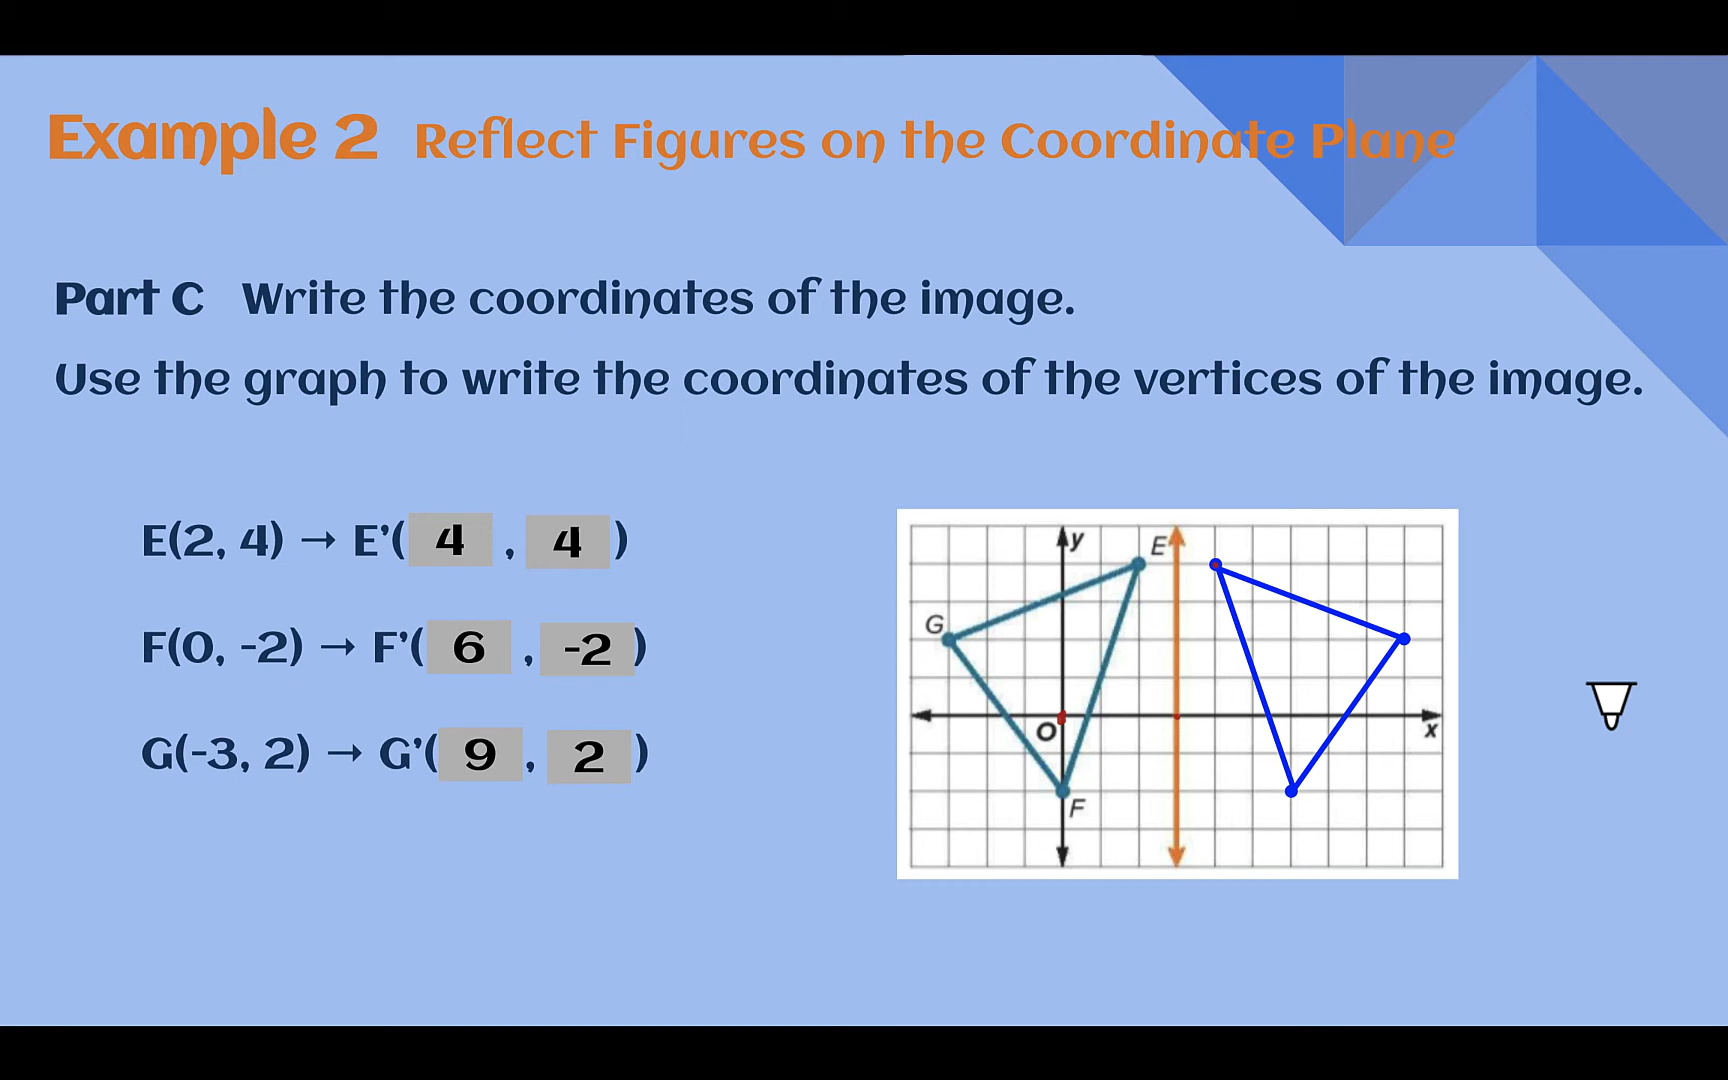 Example 2 Reflect Figures on the Coordinate Plane
Part C Write the coordinates of the image.
Use the graph to write the coordinates of the vertices of the image.
E(2, 4) → E'( 4 , 4 )
F(0, -2) → F'( 6 , -2 )
G(-3, 2) → G'( 9 , 2 )
y
E
G
O
x
F